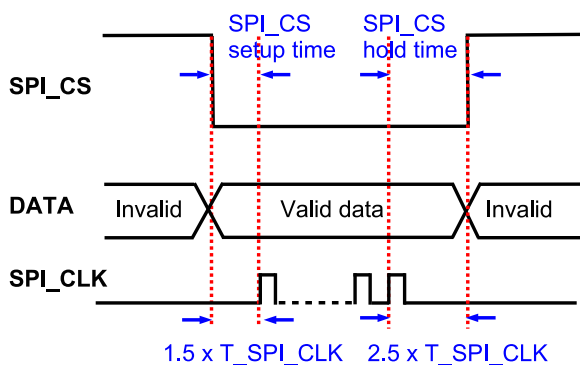 SPI_CS
setup time
SPI_CS
hold time
SPI_CS
DATA
Invalid
Valid data
Invalid
SPI_CLK
1.5 x T_SPI_CLK
2.5 x T_SPI_CLK